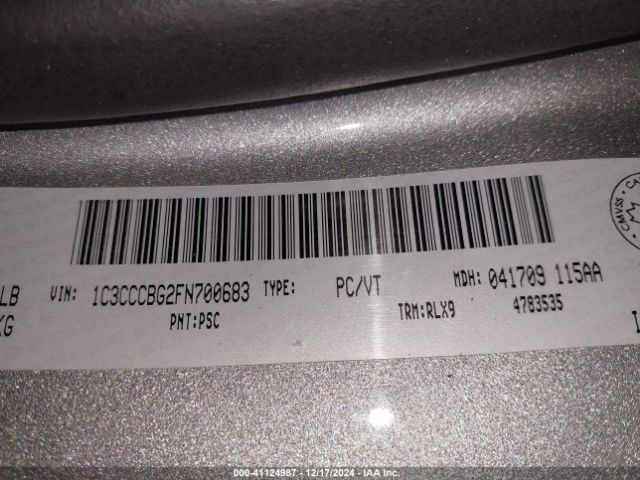 LB VIN: 1C3CCCBG2FN700683 TYPE: PC/VT MDH: 041709 115AA
KG PNT:PSC TRM:RLX9 4783535
CMVSS
000-41124987 - 12/17/2024 - IAA Inc.